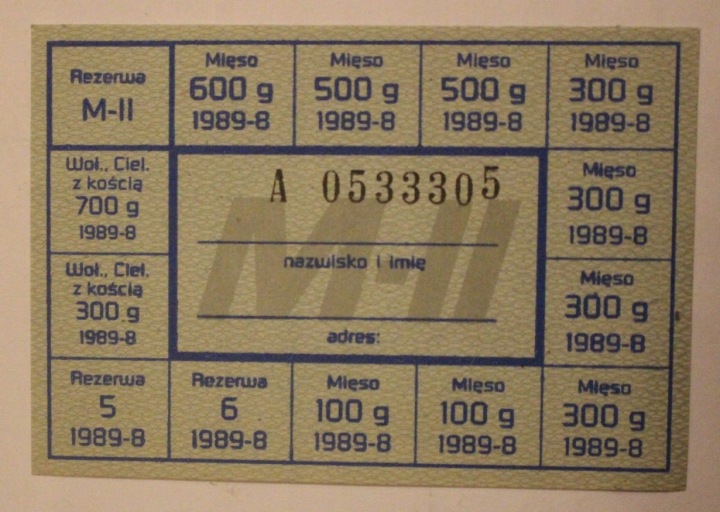 Rezerwa
M-II
Mięso
600 g
1989-8
Mięso
500 g
1989-8
Mięso
500 g
1989-8
Mięso
300 g
1989-8
Woł., Ciel.
z kością
700 g
1989-8
A 0533305
M-II
nazwisko i imię
adres:
Mięso
300 g
1989-8
Woł., Ciel.
z kością
300 g
1989-8
Mięso
300 g
1989-8
Rezerwa
5
1989-8
Rezerwa
6
1989-8
Mięso
100 g
1989-8
Mięso
100 g
1989-8
Mięso
300 g
1989-8